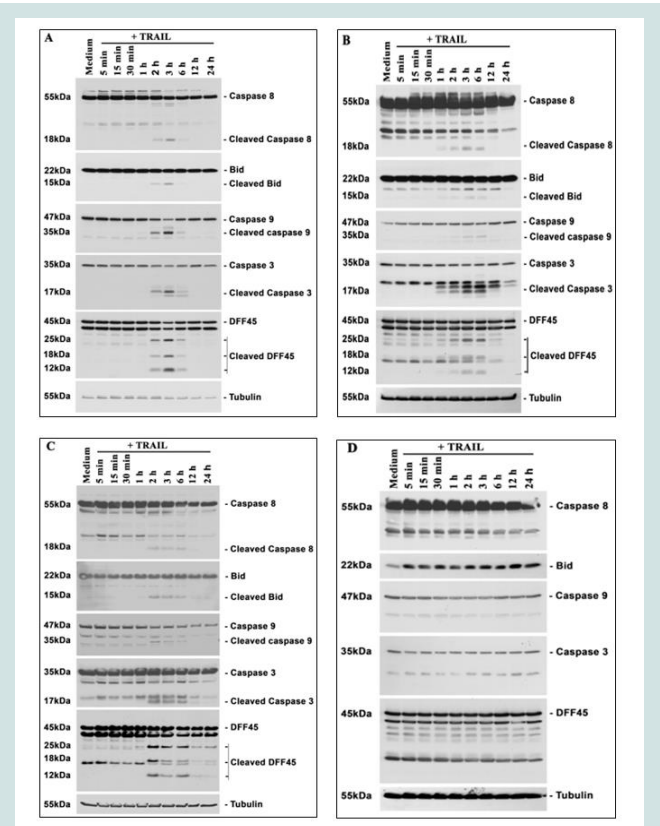 A
+ TRAIL
Medium
5 min
15 min
30 min
1 h
2 h
3 h
6 h
12 h
24 h
55kDa - Caspase 8
18kDa - Cleaved Caspase 8
22kDa - Bid
15kDa - Cleaved Bid
47kDa - Caspase 9
35kDa - Cleaved caspase 9
35kDa - Caspase 3
17kDa - Cleaved Caspase 3
45kDa - DFF45
25kDa
18kDa Cleaved DFF45
12kDa
55kDa - Tubulin
B
+ TRAIL
Medium
5 min
15 min
30 min
1 h
2 h
3 h
6 h
12 h
24 h
55kDa - Caspase 8
18kDa - Cleaved Caspase 8
22kDa - Bid
15kDa - Cleaved Bid
47kDa - Caspase 9
35kDa - Cleaved caspase 9
35kDa - Caspase 3
17kDa - Cleaved Caspase 3
45kDa - DFF45
25kDa
18kDa Cleaved DFF45
12kDa
55kDa - Tubulin
C
+ TRAIL
Medium
5 min
15 min
30 min
1 h
2 h
3 h
6 h
12 h
24 h
55kDa - Caspase 8
18kDa - Cleaved Caspase 8
22kDa - Bid
15kDa - Cleaved Bid
47kDa - Caspase 9
35kDa - Cleaved caspase 9
35kDa - Caspase 3
17kDa - Cleaved Caspase 3
45kDa - DFF45
25kDa
18kDa Cleaved DFF45
12kDa
55kDa - Tubulin
D
+ TRAIL
Medium
5 min
15 min
30 min
1 h
2 h
3 h
6 h
12 h
24 h
55kDa - Caspase 8
22kDa - Bid
47kDa - Caspase 9
35kDa - Caspase 3
45kDa - DFF45
55kDa - Tubulin